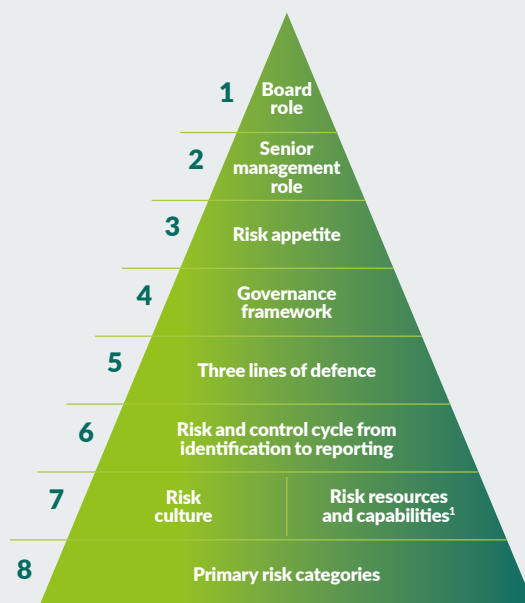 1
Board
role
2
Senior
management
role
3
Risk appetite
4
Governance
framework
5
Three lines of defence
6
Risk and control cycle from
identification to reporting
7
Risk
culture
Risk resources
and capabilities¹
8
Primary risk categories